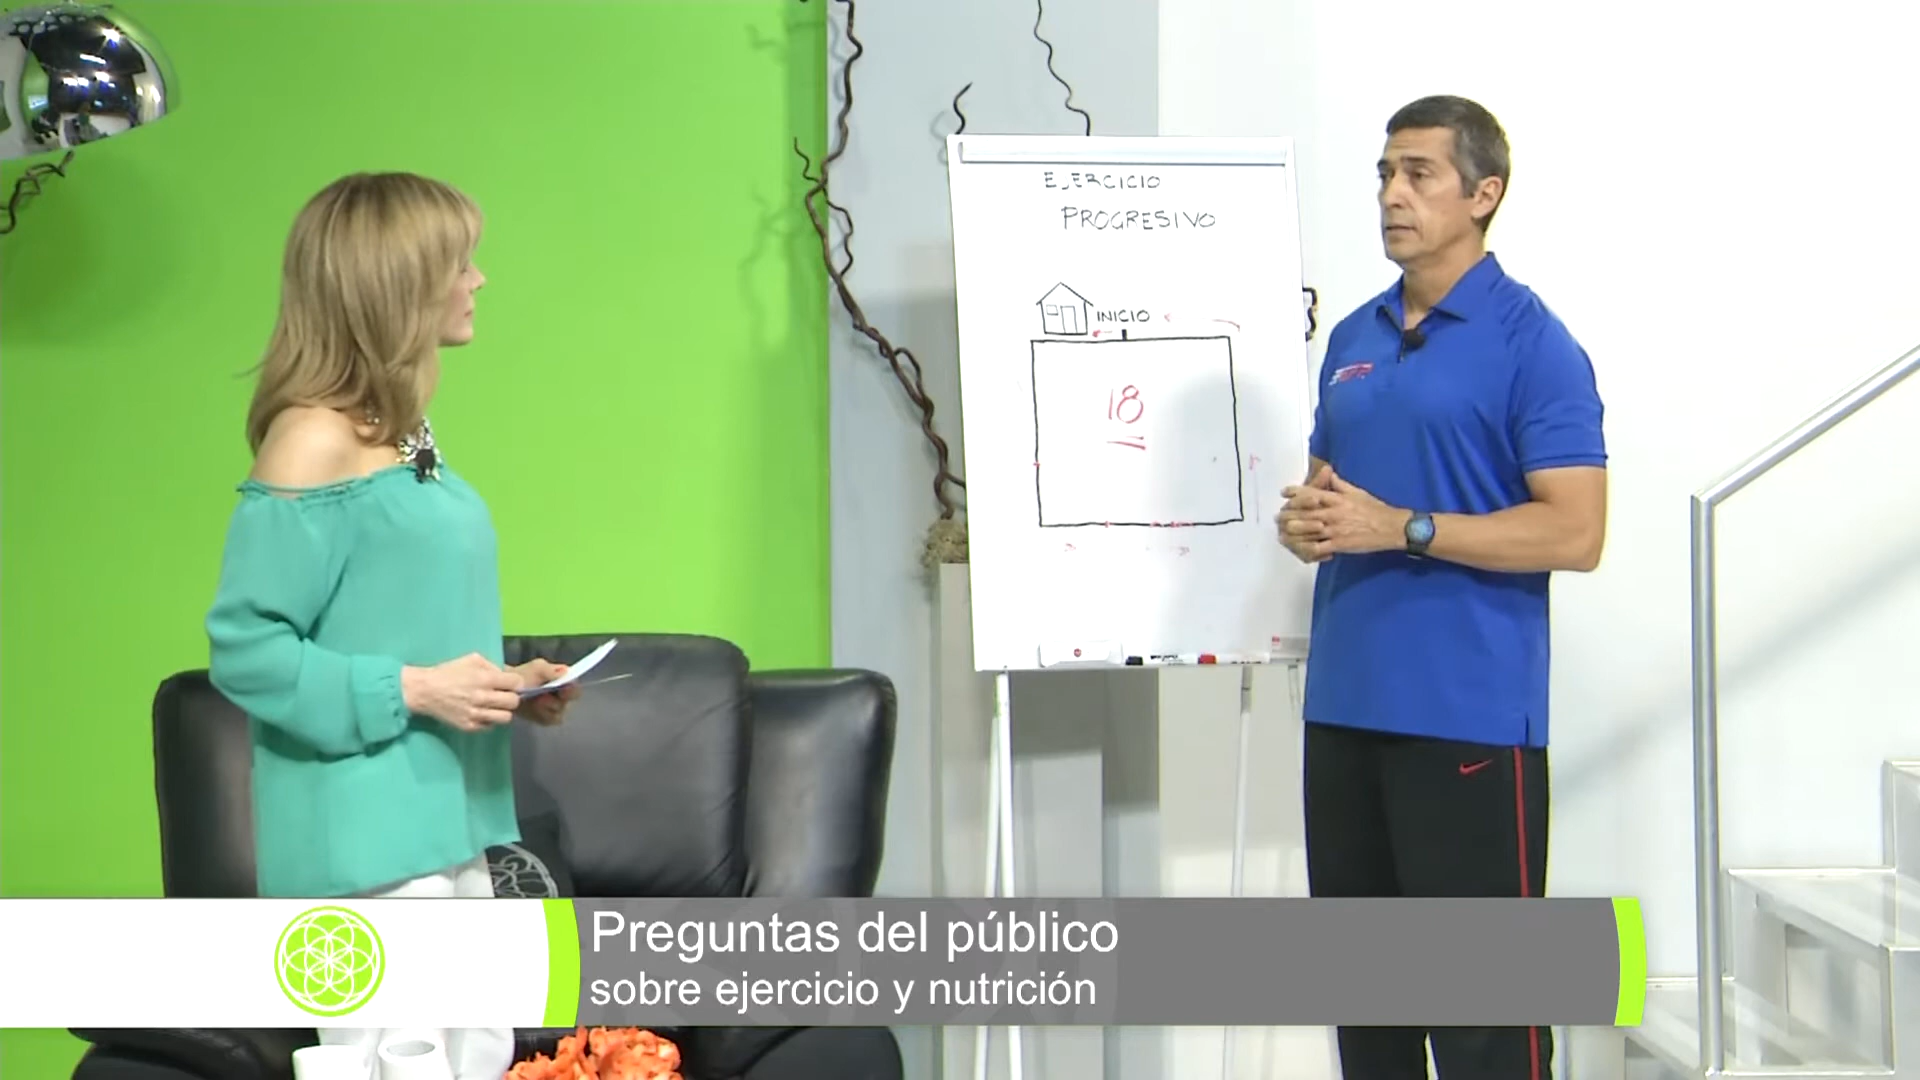 EJERCICIO
PROGRESIVO
INICIO
18
Preguntas del público
sobre ejercicio y nutrición